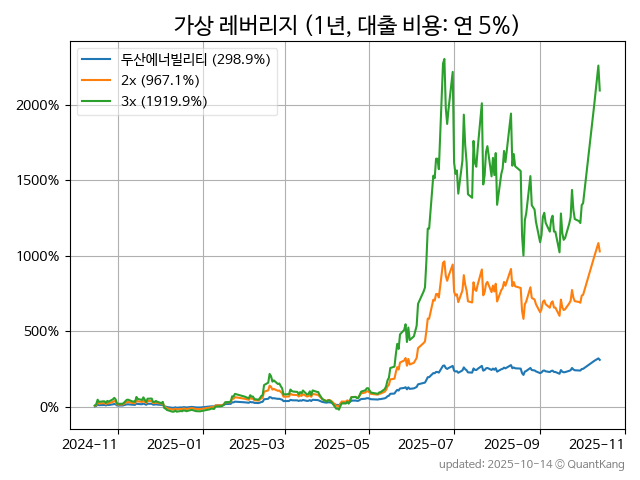 가상 레버리지 (1년, 대출 비용: 연 5%)
두산에너빌리티 (298.9%)
2x (967.1%)
3x (1919.9%)
2000%
1500%
1000%
500%
0%
2024-11 2025-01 2025-03 2025-05 2025-07 2025-09 2025-11
updated: 2025-10-14 © QuantKang